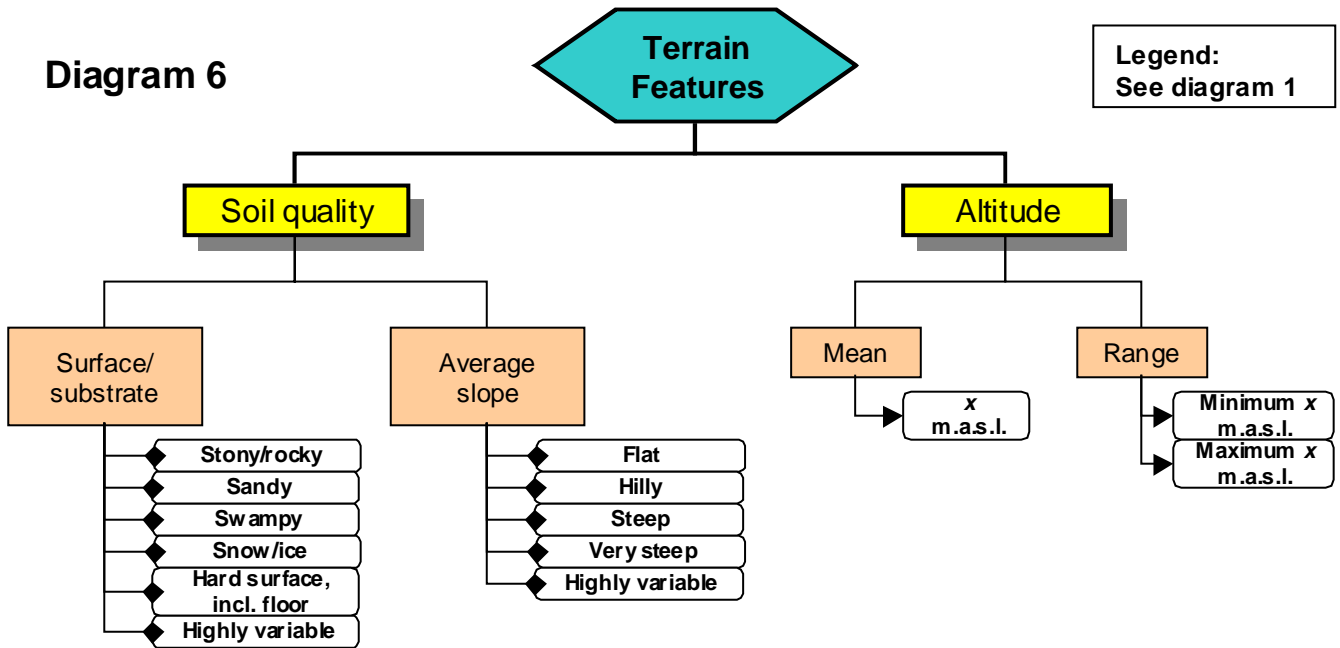 Diagram 6
Terrain
Features
Legend:
See diagram 1
Soil quality
Altitude
Surface/
substrate
Average
slope
Mean
Range
Stony/rocky
Sandy
Swampy
Snow/ice
Hard surface,
incl. floor
Highly variable
Flat
Hilly
Steep
Very steep
Highly variable
x
m.a.s.l.
Minimum x
m.a.s.l.
Maximum x
m.a.s.l.